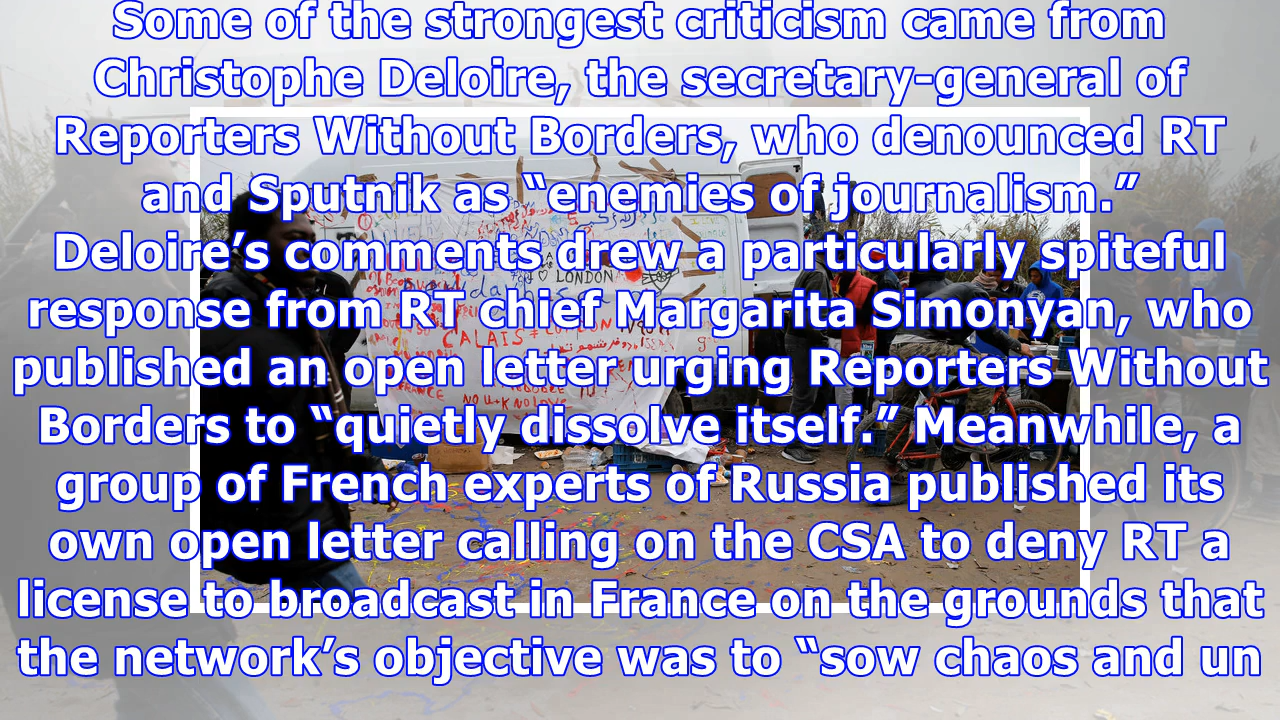 Some of the strongest criticism came from
Christophe Deloire, the secretary-general of
Reporters Without Borders, who denounced RT
and Sputnik as “enemies of journalism.”
Deloire’s comments drew a particularly spiteful
response from RT chief Margarita Simonyan, who
published an open letter urging Reporters Without
Borders to “quietly dissolve itself.” Meanwhile, a
group of French experts of Russia published its
own open letter calling on the CSA to deny RT a
license to broadcast in France on the grounds that
the network’s objective was to “sow chaos and un
LONDON
CALAIS ≠ LONDON